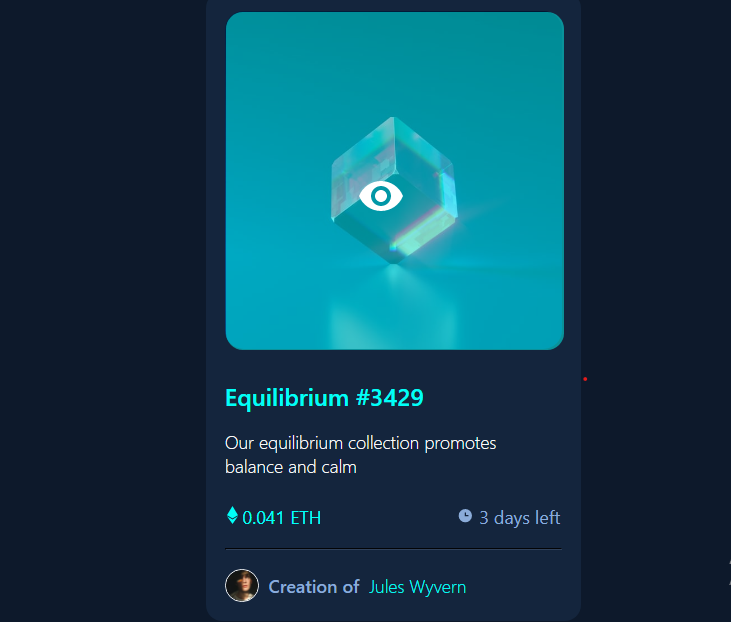 Equilibrium #3429
Our equilibrium collection promotes
balance and calm
0.041 ETH
3 days left
Creation of Jules Wyvern